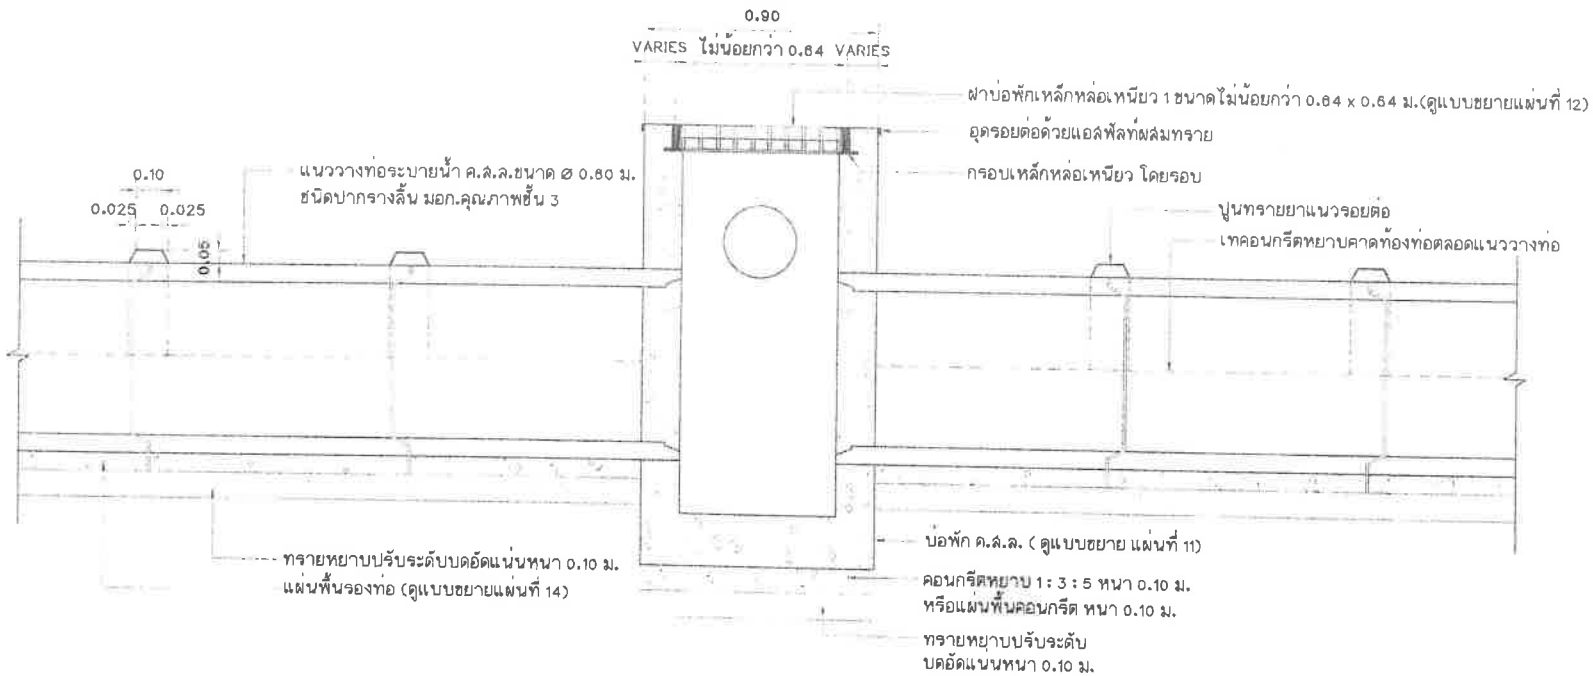 0.90
VARIES ไม่น้อยกว่า 0.64 VARIES
ฝาบ่อพักเหล็กหล่อเหนียว 1 ขนาดไม่น้อยกว่า 0.64 x 0.64 ม.(ดูแบบขยายแผ่นที่ 12)
อุดรอยต่อด้วยแอสฟัลท์ผสมทราย
กรอบเหล็กหล่อเหนียว โดยรอบ
แนววางท่อระบายน้ำ ค.ส.ล.ขนาด Ø 0.60 ม.
ชนิดปากรางลิ้น มอก.คุณภาพชั้น 3
0.10
0.025 0.025
0.05
ปูนทรายยาแนวรอยต่อ
เทคอนกรีตหยาบคาดท้องท่อตลอดแนววางท่อ
ทรายหยาบปรับระดับบดอัดแน่นหนา 0.10 ม.
แผ่นพื้นรองท่อ (ดูแบบขยายแผ่นที่ 14)
บ่อพัก ค.ส.ล. ( ดูแบบขยาย แผ่นที่ 11)
คอนกรีตหยาบ 1: 3 : 5 หนา 0.10 ม.
หรือแผ่นพื้นคอนกรีต หนา 0.10 ม.
ทรายหยาบปรับระดับ
บดอัดแน่นหนา 0.10 ม.